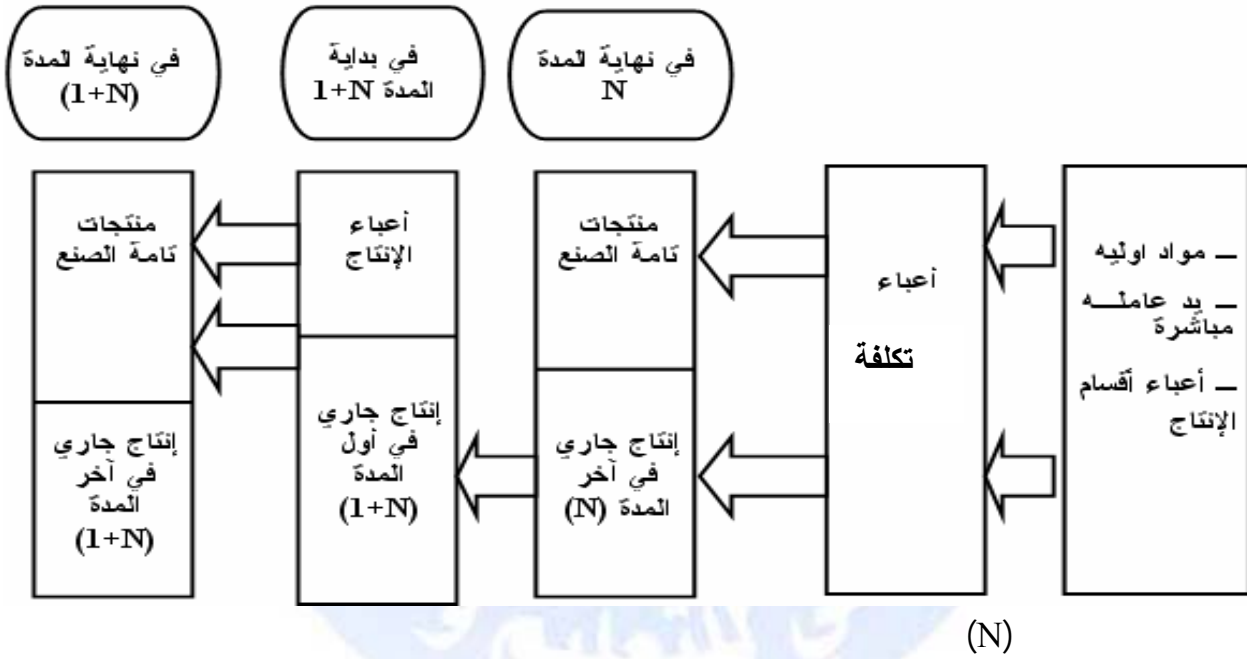 في نهاية المدة
N
في بداية
المدة 1+N
في نهاية المدة
(1+N)
– مواد اوليه
– يد عاملـــه
مباشرة
– أعباء أقسام
الإنتاج
أعباء
تكلفة
منتجات
تامة الصنع
إنتاج جاري
في آخر
المدة (N)
أعباء
الإنتاج
إنتاج جاري
في أول
المدة
(1+N)
منتجات
تامة الصنع
إنتاج جاري
في آخر
المدة
(1+N)
(N)